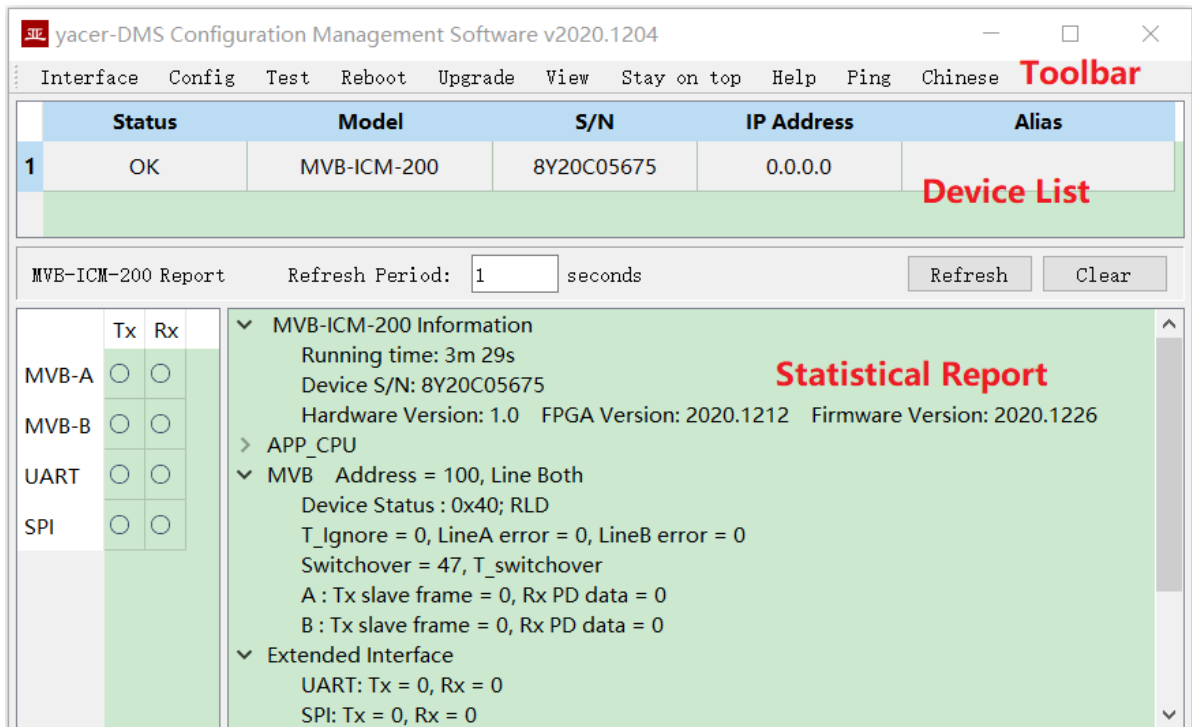 亚 yacer-DMS Configuration Management Software v2020.1204
Interface Config Test Reboot Upgrade View Stay on top Help Ping Chinese Toolbar
Status Model S/N IP Address Alias
1 OK MVB-ICM-200 8Y20C05675 0.0.0.0
Device List
MVB-ICM-200 Report Refresh Period: 1 seconds Refresh Clear
Tx Rx
MVB-A
MVB-B
UART
SPI
MVB-ICM-200 Information
Running time: 3m 29s
Device S/N: 8Y20C05675
Statistical Report
Hardware Version: 1.0 FPGA Version: 2020.1212 Firmware Version: 2020.1226
APP_CPU
MVB Address = 100, Line Both
Device Status : 0x40; RLD
T_Ignore = 0, LineA error = 0, LineB error = 0
Switchover = 47, T_switchover
A : Tx slave frame = 0, Rx PD data = 0
B : Tx slave frame = 0, Rx PD data = 0
Extended Interface
UART: Tx = 0, Rx = 0
SPI: Tx = 0, Rx = 0